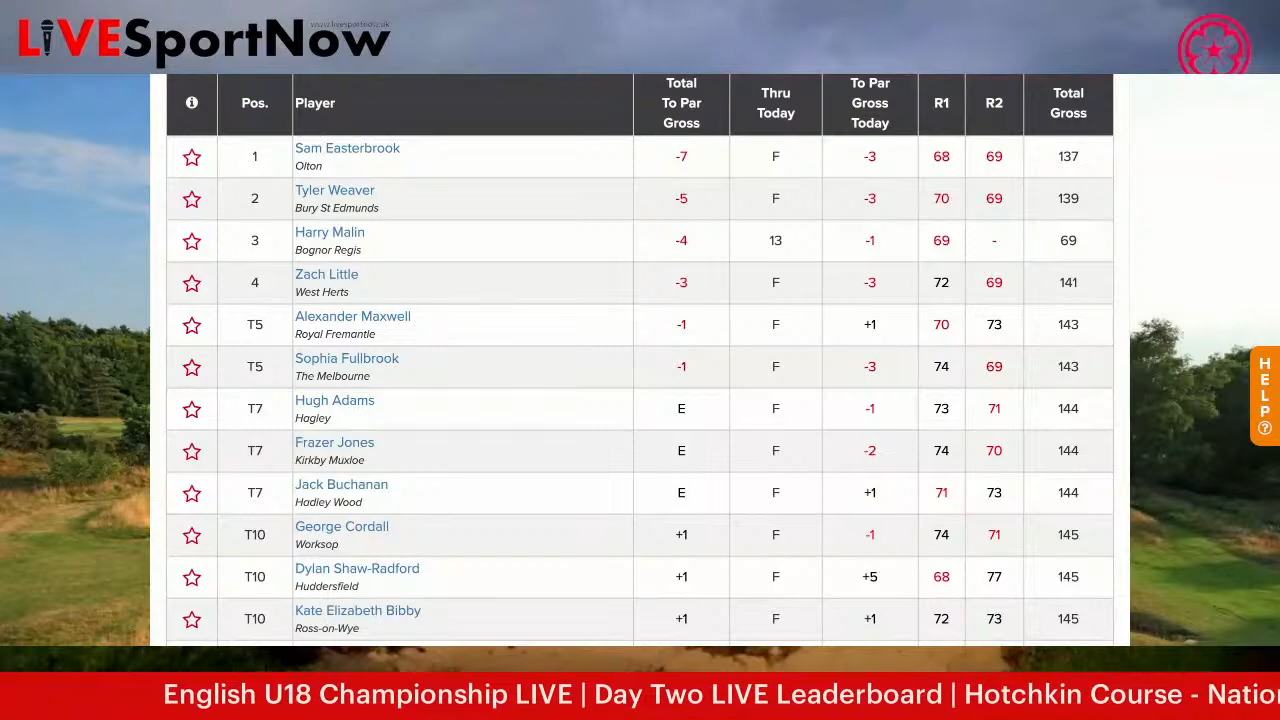 LiVESportNow
www.livesportnow.uk
Pos. Player Total To Par Gross Thru Today To Par Gross Today R1 R2 Total Gross
1 Sam Easterbrook -7 F -3 68 69 137
Olton
2 Tyler Weaver -5 F -3 70 69 139
Bury St Edmunds
3 Harry Malin -4 13 -1 69 - 69
Bognor Regis
4 Zach Little -3 F -3 72 69 141
West Herts
T5 Alexander Maxwell -1 F +1 70 73 143
Royal Fremantle
T5 Sophia Fullbrook -1 F -3 74 69 143
The Melbourne
T7 Hugh Adams E F -1 73 71 144
Hagley
T7 Frazer Jones E F -2 74 70 144
Kirkby Muxloe
T7 Jack Buchanan E F +1 71 73 144
Hadley Wood
T10 George Cordall +1 F -1 74 71 145
Worksop
T10 Dylan Shaw-Radford +1 F +5 68 77 145
Huddersfield
T10 Kate Elizabeth Bibby +1 F +1 72 73 145
Ross-on-Wye
HELP?
English U18 Championship LIVE | Day Two LIVE Leaderboard | Hotchkin Course - Natio